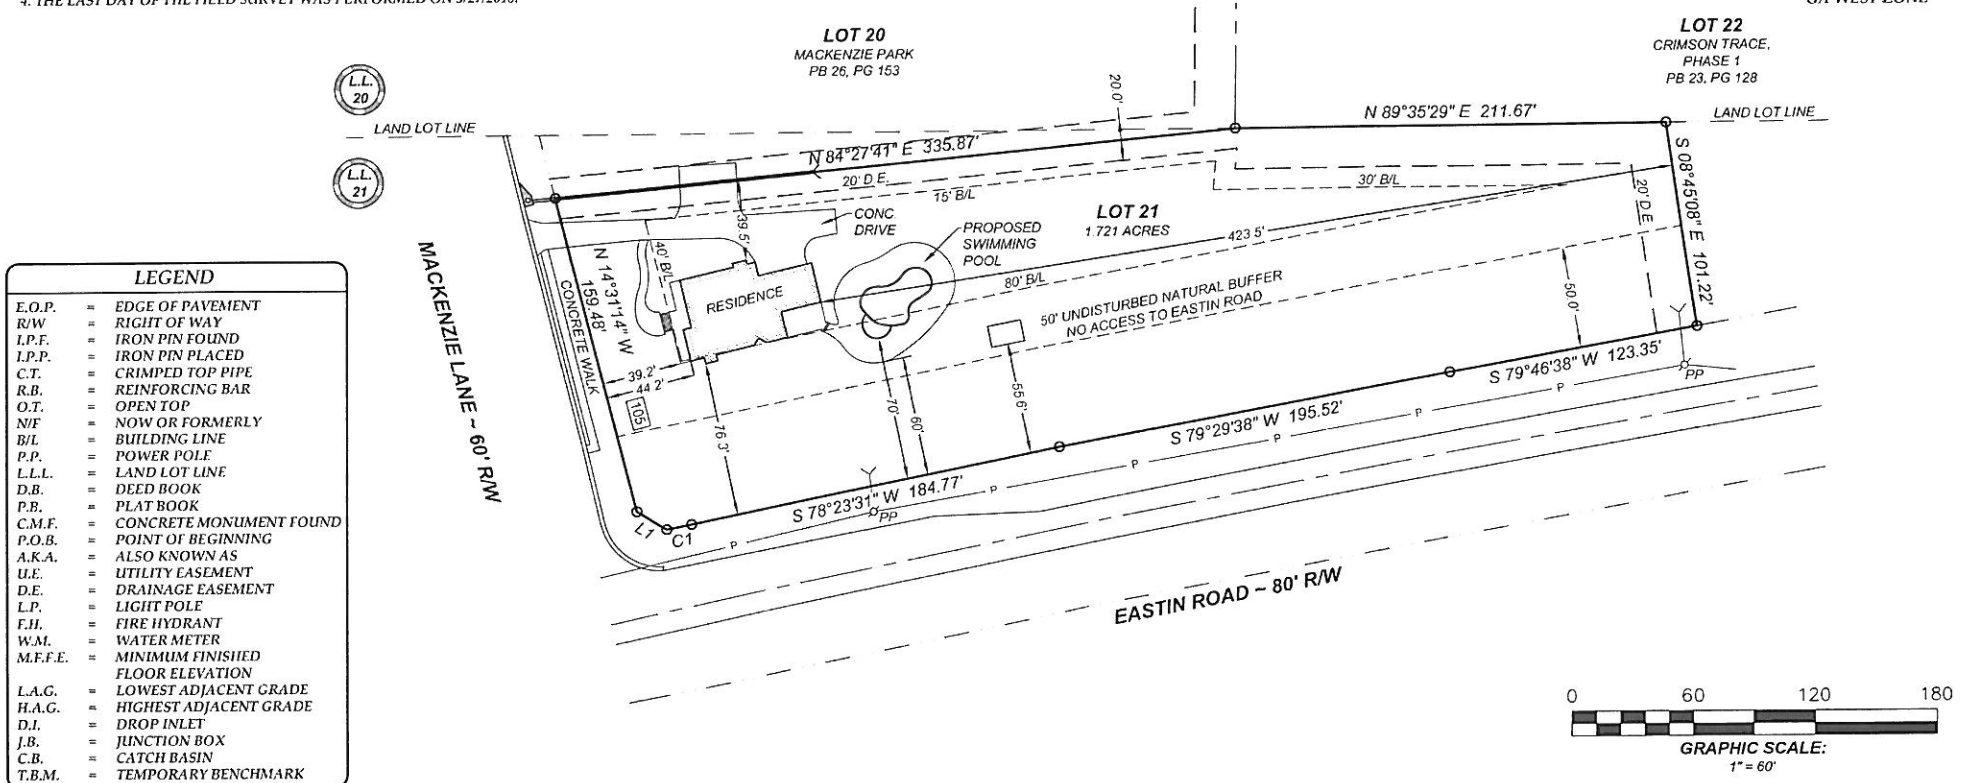 4. THE LAST DAY OF THE FIELD SURVEY WAS PERFORMED ON
GA WEST ZONE
LOT 20
MACKENZIE PARK
PB 26, PG 153
LOT 22
CRIMSON TRACE,
PHASE 1
PB 23, PG 128
L.L.
20
LAND LOT LINE
L.L.
21
20.0'
N 89°35'29" E 211.67'
LAND LOT LINE
N 84°27'41" E 335.87'
20' D.E.
15' B/L
30' B/L
20' D.E.
S 08°45'08" E 101.22'
LOT 21
1.721 ACRES
CONC.
DRIVE
PROPOSED
SWIMMING
POOL
39.5'
40' B/L
423.5'
80' B/L
MACKENZIE LANE ~ 60' R/W
CONCRETE WALK
N 14°31'14" W
159.48'
RESIDENCE
50' UNDISTURBED NATURAL BUFFER
NO ACCESS TO EASTIN ROAD
50.0'
39.2'
44.2'
105
76.3'
70'
60'
55.6'
S 79°46'38" W 123.35'
PP
P
S 79°29'38" W 195.52'
P
P
P
S 78°23'31" W 184.77'
PP
P
P
L1
C1
EASTIN ROAD ~ 80' R/W
LEGEND
E.O.P. = EDGE OF PAVEMENT
R/W = RIGHT OF WAY
I.P.F. = IRON PIN FOUND
I.P.P. = IRON PIN PLACED
C.T. = CRIMPED TOP PIPE
R.B. = REINFORCING BAR
O.T. = OPEN TOP
N/F = NOW OR FORMERLY
B/L = BUILDING LINE
P.P. = POWER POLE
L.L.L. = LAND LOT LINE
D.B. = DEED BOOK
P.B. = PLAT BOOK
C.M.F. = CONCRETE MONUMENT FOUND
P.O.B. = POINT OF BEGINNING
A.K.A. = ALSO KNOWN AS
U.E. = UTILITY EASEMENT
D.E. = DRAINAGE EASEMENT
L.P. = LIGHT POLE
F.H. = FIRE HYDRANT
W.M. = WATER METER
M.F.F.E. = MINIMUM FINISHED
FLOOR ELEVATION
L.A.G. = LOWEST ADJACENT GRADE
H.A.G. = HIGHEST ADJACENT GRADE
D.I. = DROP INLET
J.B. = JUNCTION BOX
C.B. = CATCH BASIN
T.B.M. = TEMPORARY BENCHMARK
0 60 120 180
GRAPHIC SCALE:
1" = 60'